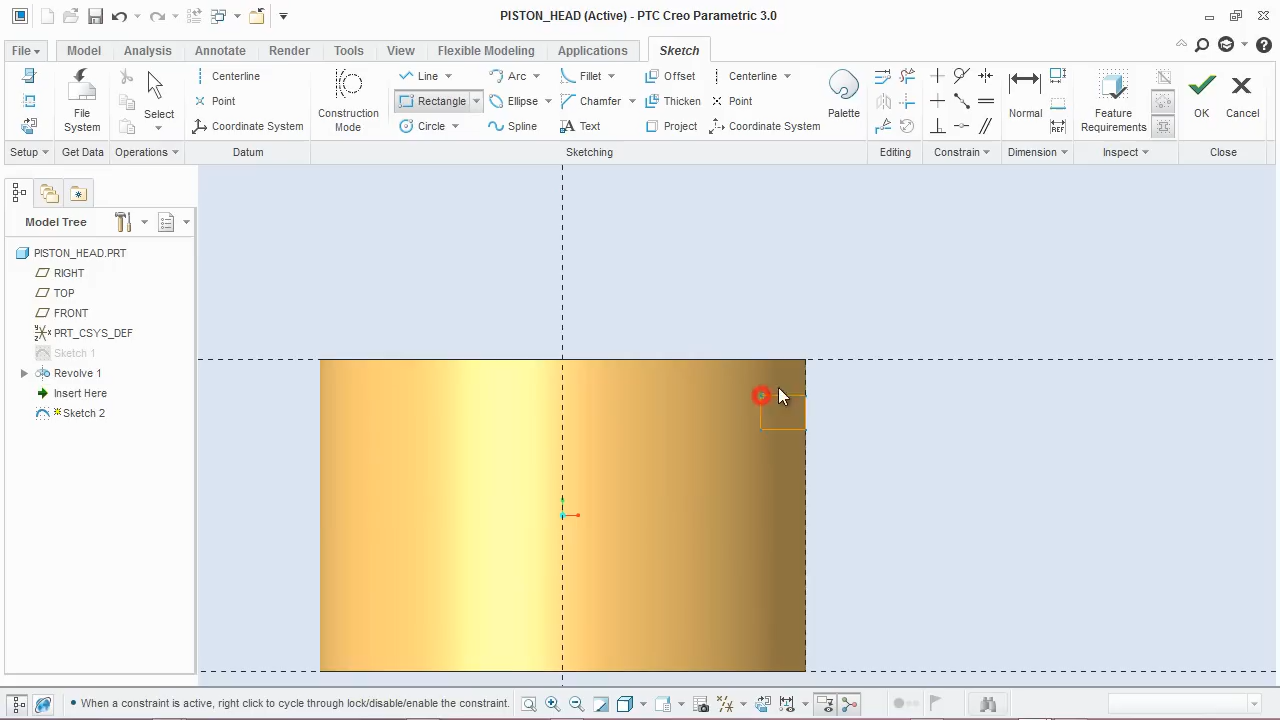 PISTON_HEAD (Active) - PTC Creo Parametric 3.0
File Model Analysis Annotate Render Tools View Flexible Modeling Applications Sketch
Centerline Line Arc Fillet Offset Centerline
Point Rectangle Ellipse Chamfer Thicken Point
Coordinate System Circle Spline Text Project Coordinate System
File System Select Construction Mode Palette Normal Feature Requirements OK Cancel
REF
Setup Get Data Operations Datum Sketching Editing Constrain Dimension Inspect Close
Model Tree
PISTON_HEAD.PRT
RIGHT
TOP
FRONT
PRT_CSYS_DEF
Sketch 1
Revolve 1
Insert Here
Sketch 2
• When a constraint is active, right click to cycle through lock/disable/enable the constraint.